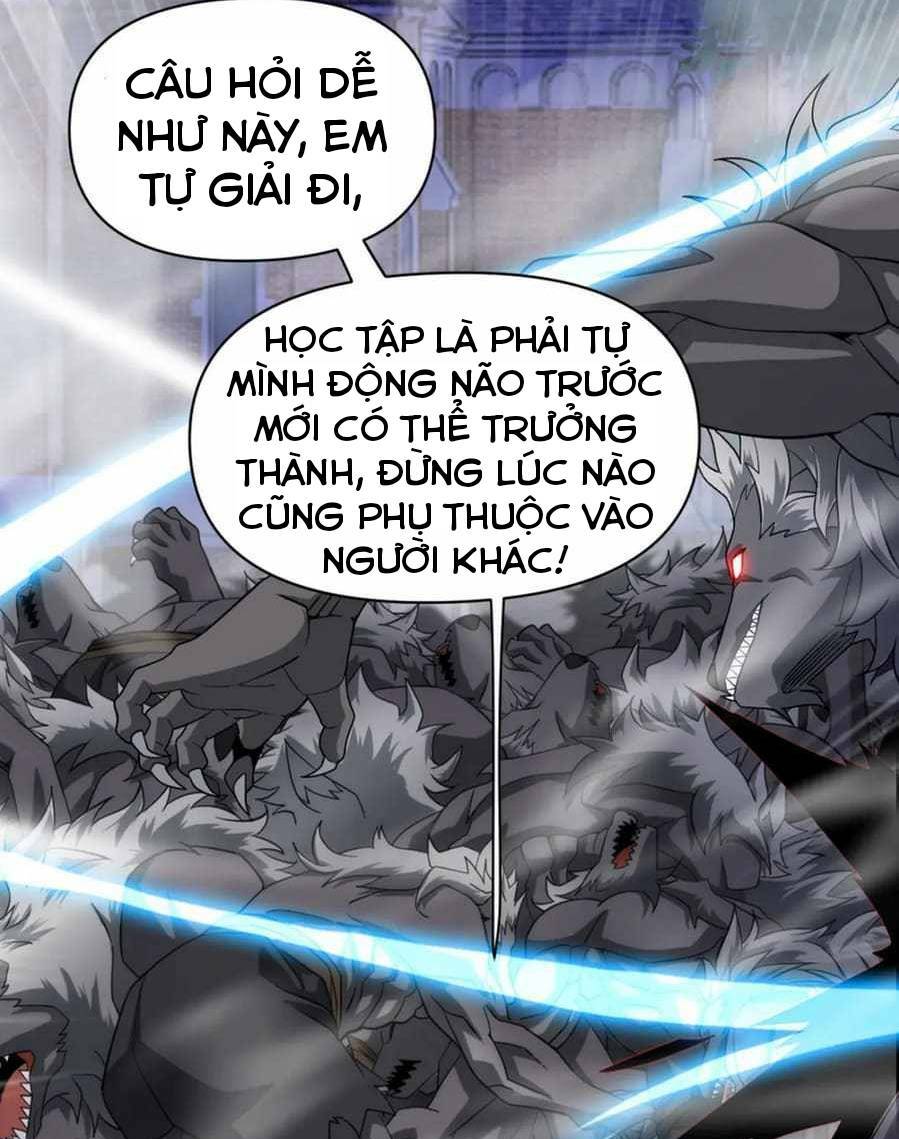 CÂU HỎI DỄ
NHƯ NÀY, EM
TỰ GIẢI ĐI,
HỌC TẬP LÀ PHẢI TỰ
MÌNH ĐỘNG NÃO TRƯỚC
MỚI CÓ THỂ TRƯỞNG
THÀNH, ĐỪNG LÚC NÀO
CŨNG PHỤ THUỘC VÀO
NGƯỜI KHÁC!